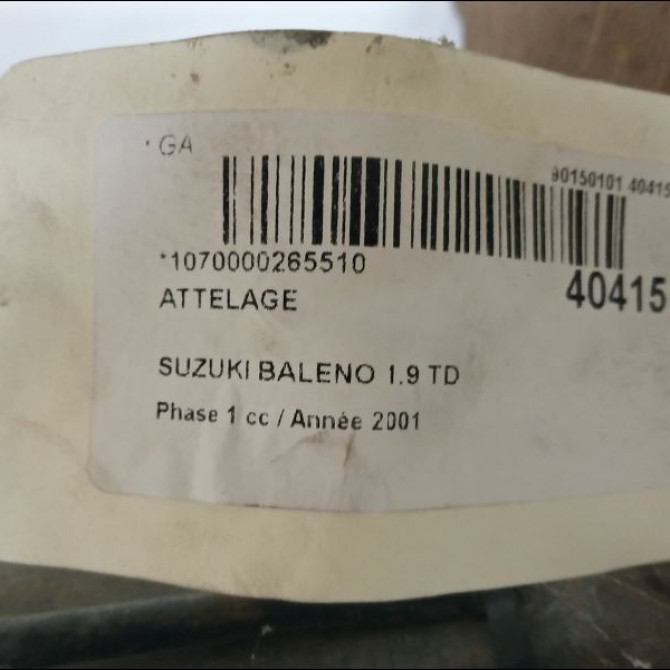 · GA
90150101 40415
*1070000265510
40415
ATTELAGE
SUZUKI BALENO 1.9 TD
Phase 1 cc / Année 2001